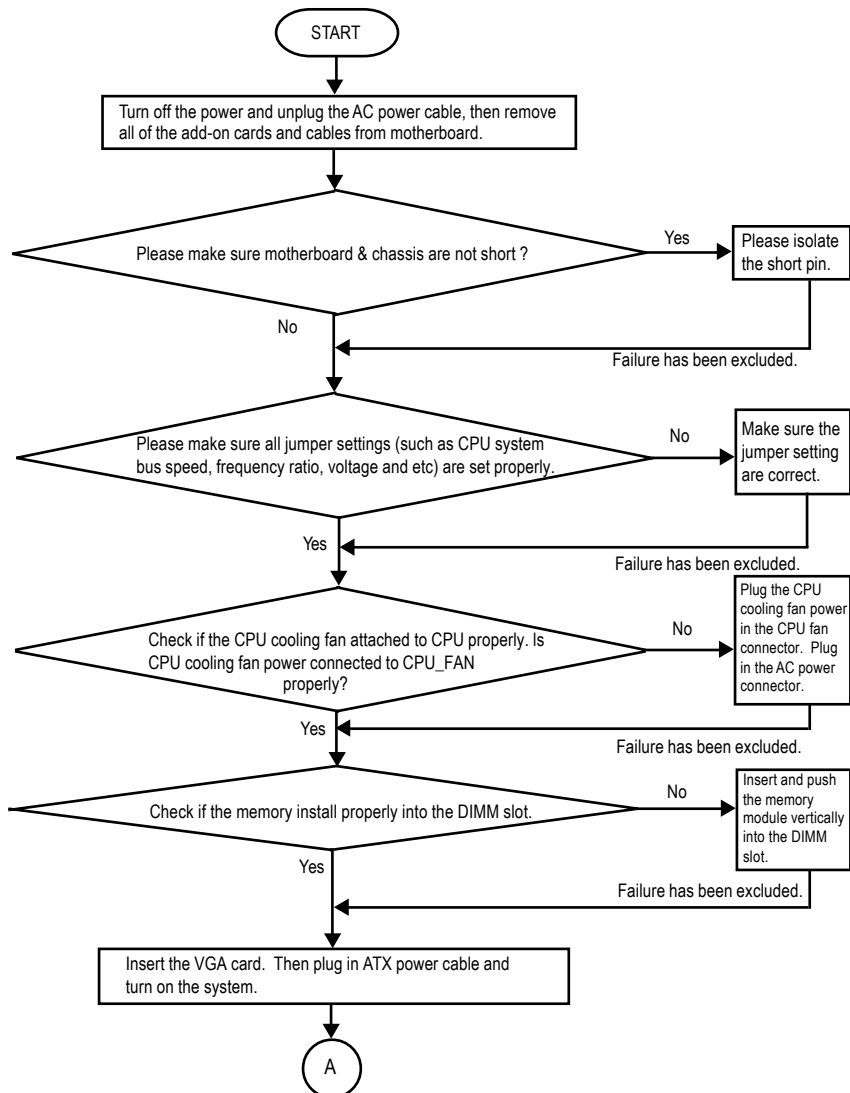 START
Turn off the power and unplug the AC power cable, then remove
all of the add-on cards and cables from motherboard.
Please make sure motherboard & chassis are not short ?
Yes
Please isolate
the short pin.
No
Failure has been excluded.
Please make sure all jumper settings (such as CPU system
bus speed, frequency ratio, voltage and etc) are set properly.
No
Make sure the
jumper setting
are correct.
Yes
Failure has been excluded.
Check if the CPU cooling fan attached to CPU properly. Is
CPU cooling fan power connected to CPU_FAN
properly?
No
Plug the CPU
cooling fan power
in the CPU fan
connector. Plug
in the AC power
connector.
Yes
Failure has been excluded.
Check if the memory install properly into the DIMM slot.
No
Insert and push
the memory
module vertically
into the DIMM
slot.
Yes
Failure has been excluded.
Insert the VGA card. Then plug in ATX power cable and
turn on the system.
A